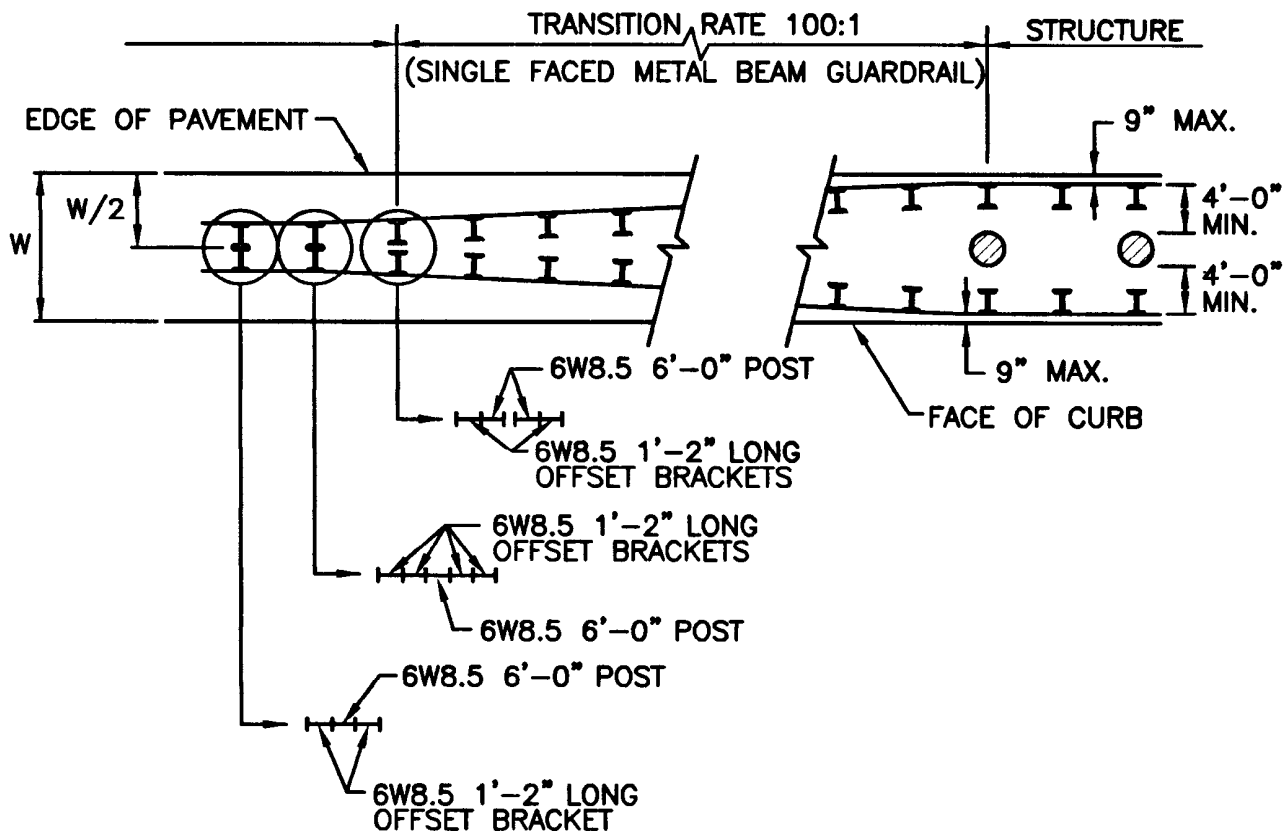 TRANSITION RATE 100:1
STRUCTURE
(SINGLE FACED METAL BEAM GUARDRAIL)
EDGE OF PAVEMENT
9" MAX.
W/2
W
4'-0"
MIN.
4'-0"
MIN.
9" MAX.
FACE OF CURB
6W8.5 6'-0" POST
6W8.5 1'-2" LONG
OFFSET BRACKETS
6W8.5 1'-2" LONG
OFFSET BRACKETS
6W8.5 6'-0" POST
6W8.5 6'-0" POST
6W8.5 1'-2" LONG
OFFSET BRACKET